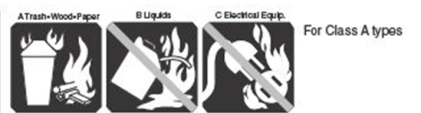 A Trash•Wood•Paper
B Liquids
C Electrical Equip.
For Class A types